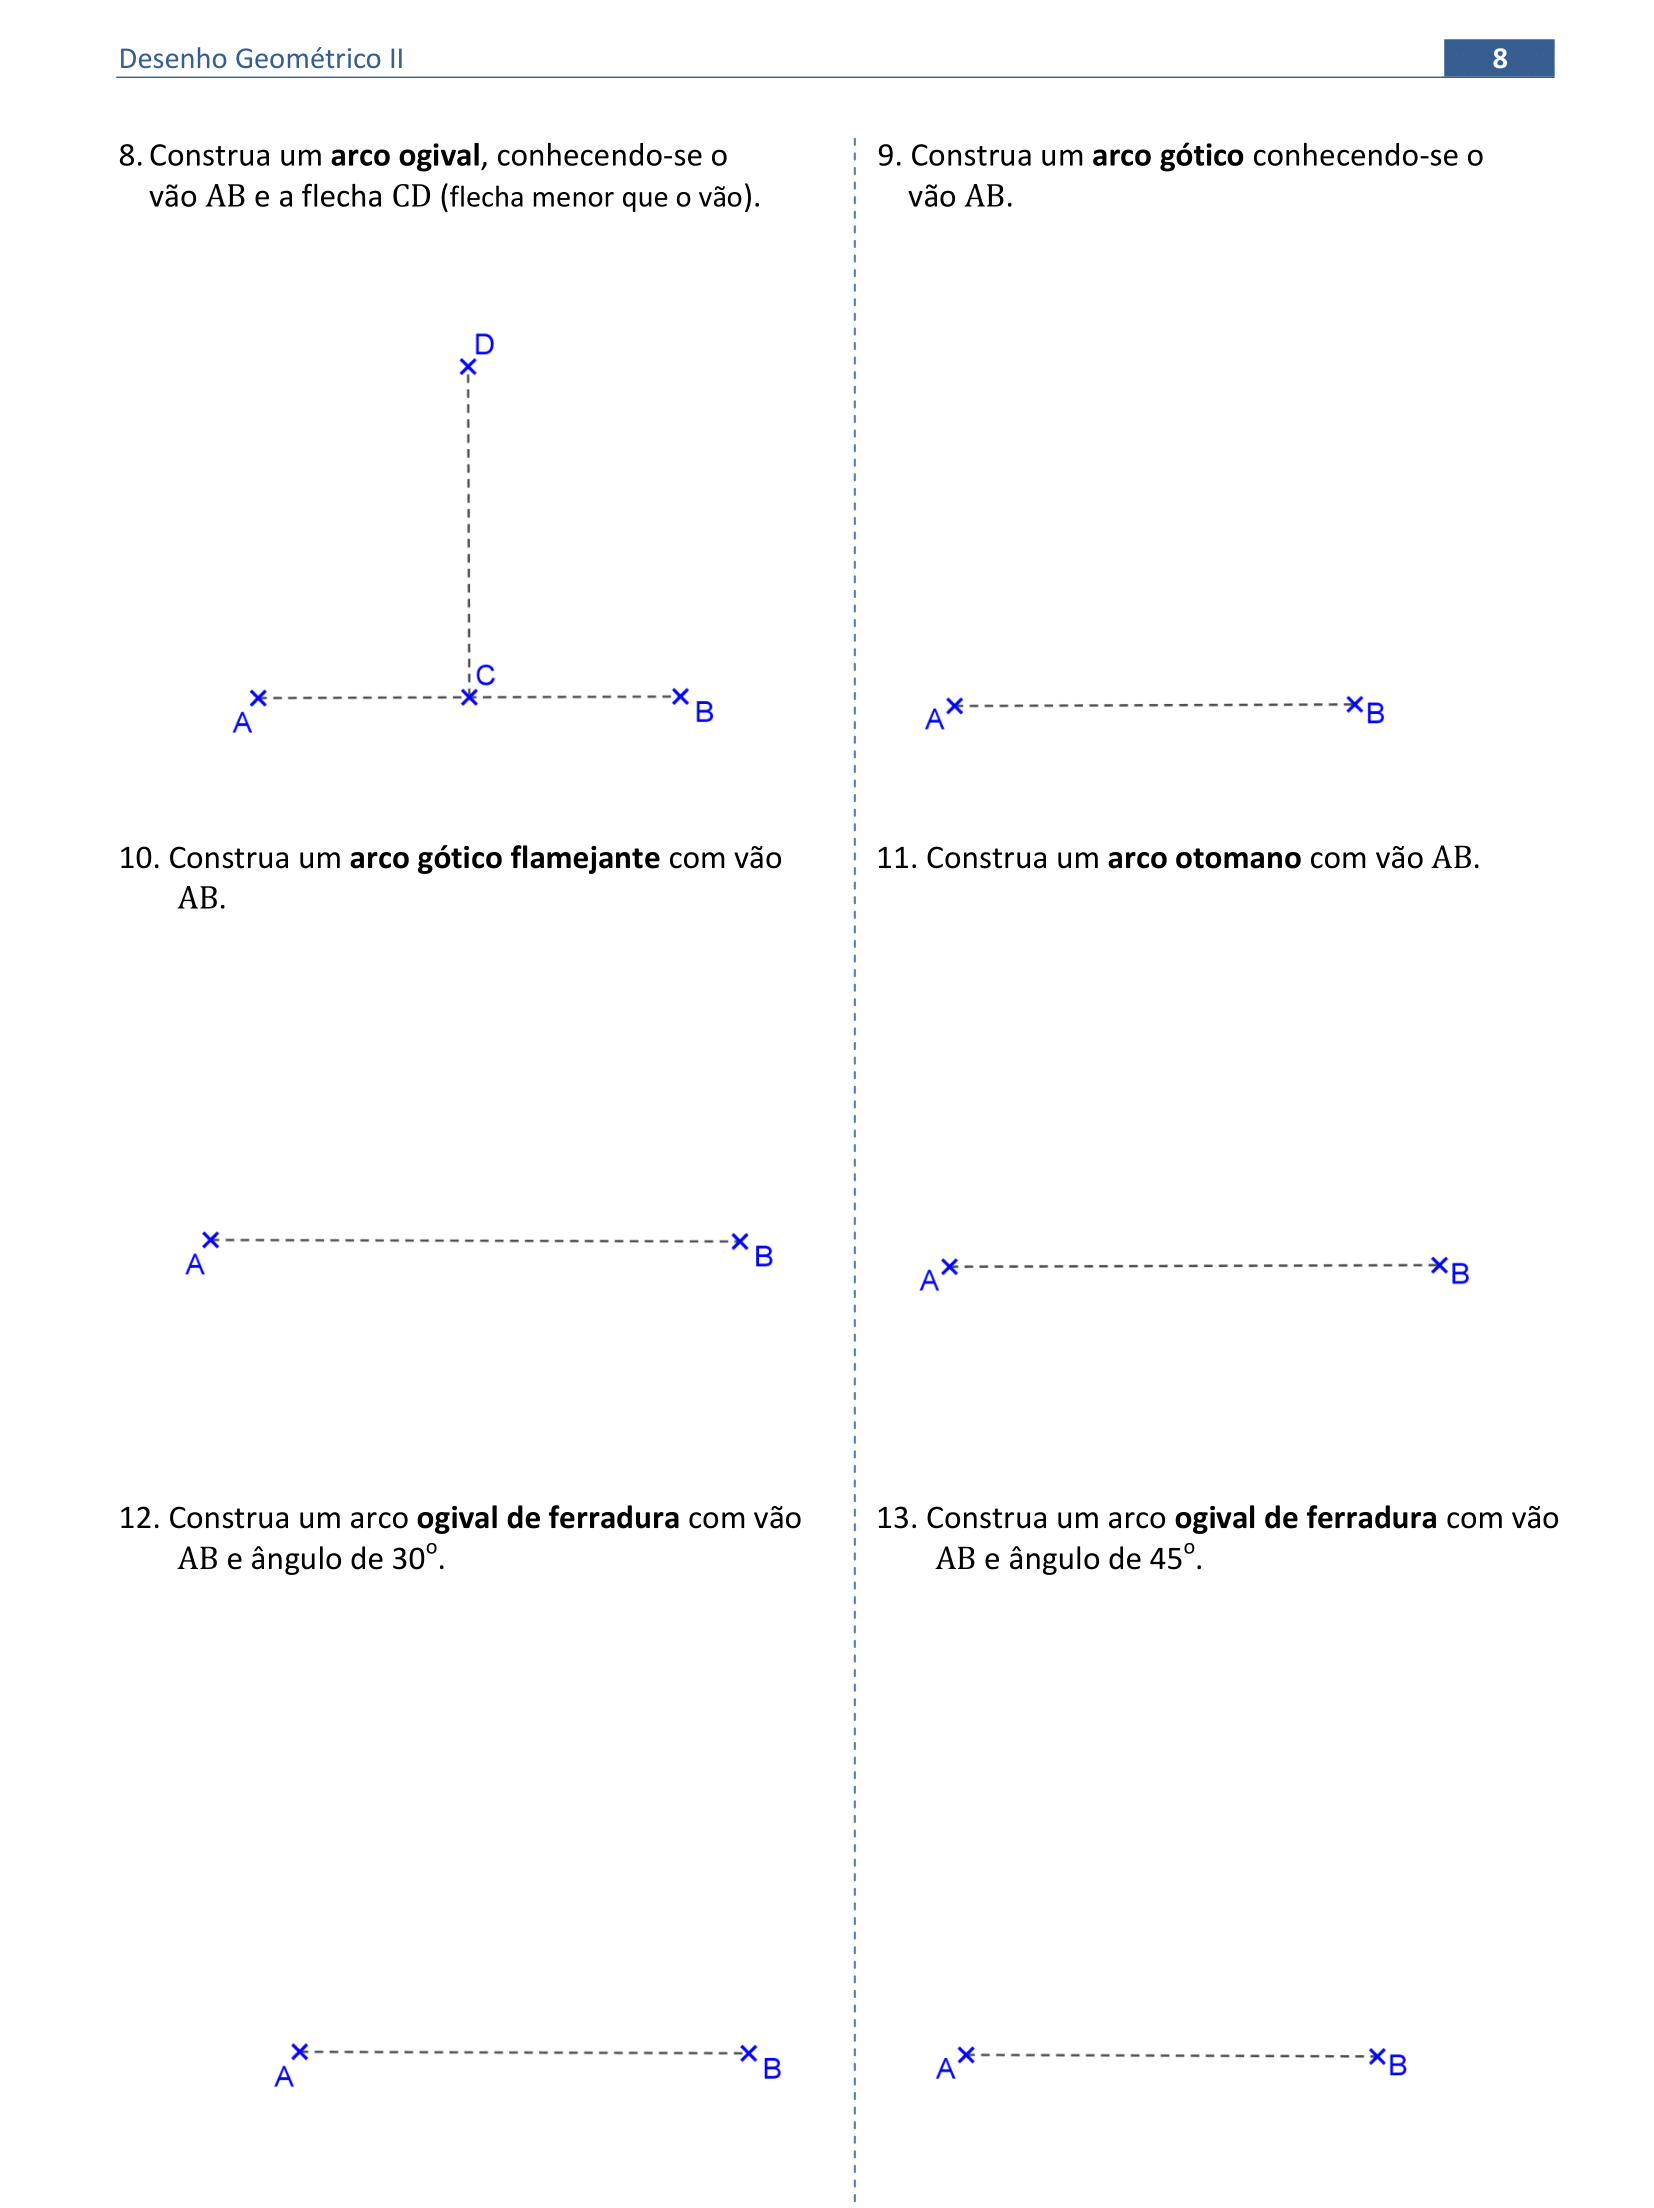 Desenho Geométrico II
8
8. Construa um arco ogival, conhecendo-se o
vão AB e a flecha CD (flecha menor que o vão).
D
C
A
B
9. Construa um arco gótico conhecendo-se o
vão AB.
A
B
10. Construa um arco gótico flamejante com vão
AB.
A
B
11. Construa um arco otomano com vão AB.
A
B
12. Construa um arco ogival de ferradura com vão
AB e ângulo de 30º.
A
B
13. Construa um arco ogival de ferradura com vão
AB e ângulo de 45º.
A
B